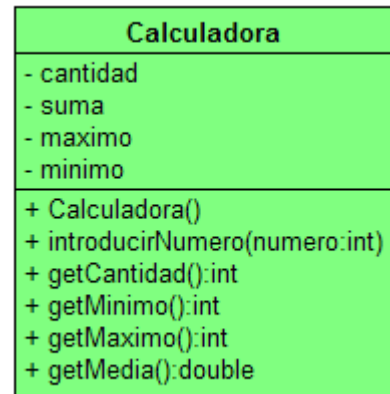 Calculadora
- cantidad
- suma
- maximo
- minimo
+ Calculadora()
+ introducirNumero(numero:int)
+ getCantidad():int
+ getMinimo():int
+ getMaximo():int
+ getMedia():double